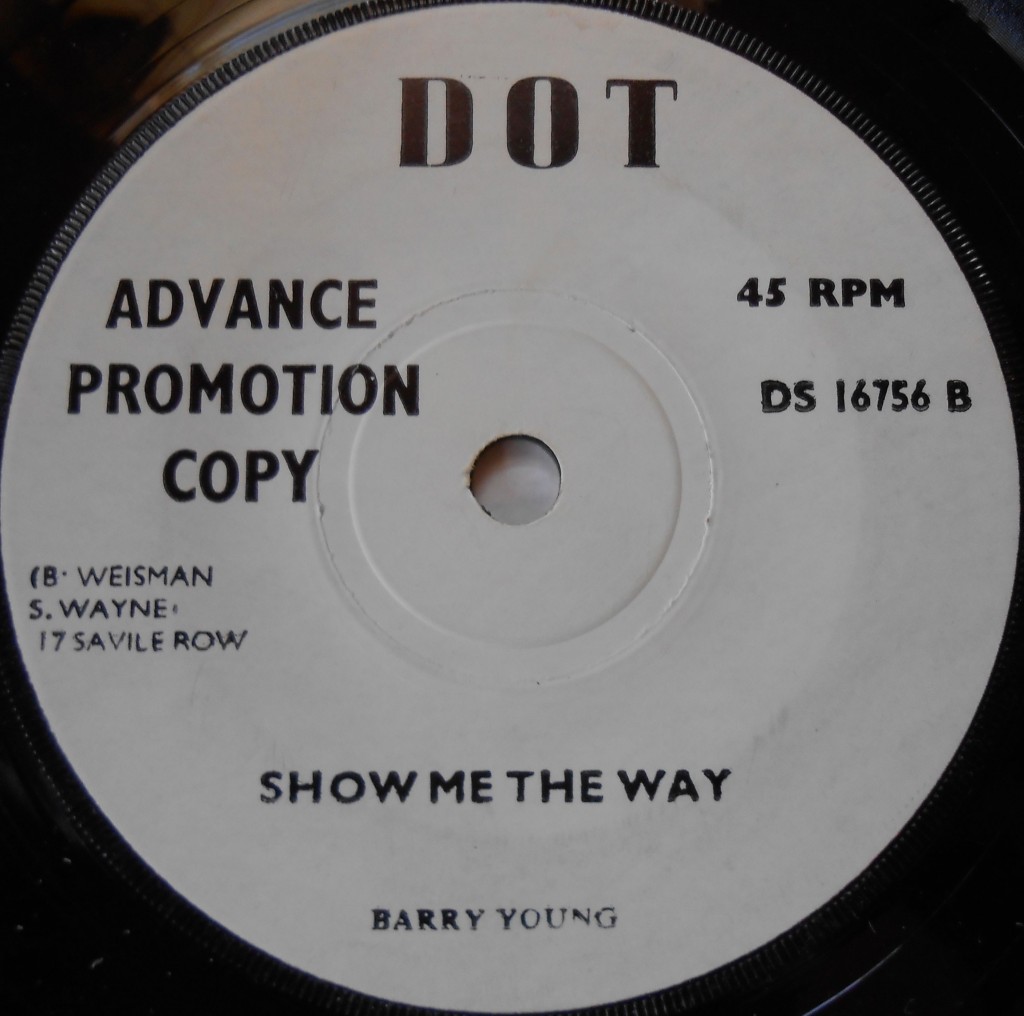 DOT
ADVANCE
PROMOTION
COPY
45 RPM
DS 16756 B
(B. WEISMAN
S. WAYNE.
17 SAVILE ROW
SHOW ME THE WAY
BARRY YOUNG